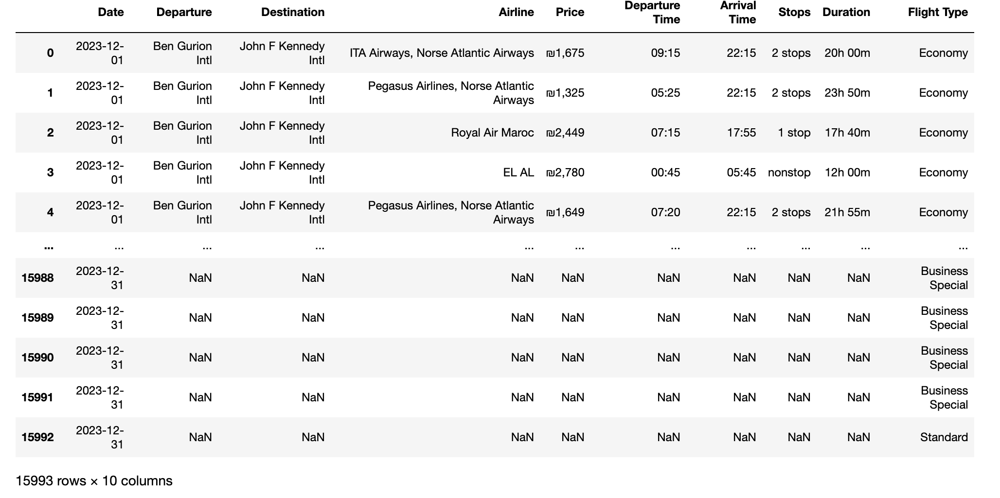 Date Departure Destination Airline Price Departure Time Arrival Time Stops Duration Flight Type
0 2023-12-01 Ben Gurion Intl John F Kennedy Intl ITA Airways, Norse Atlantic Airways ₪1,675 09:15 22:15 2 stops 20h 00m Economy
1 2023-12-01 Ben Gurion Intl John F Kennedy Intl Pegasus Airlines, Norse Atlantic Airways ₪1,325 05:25 22:15 2 stops 23h 50m Economy
2 2023-12-01 Ben Gurion Intl John F Kennedy Intl Royal Air Maroc ₪2,449 07:15 17:55 1 stop 17h 40m Economy
3 2023-12-01 Ben Gurion Intl John F Kennedy Intl EL AL ₪2,780 00:45 05:45 nonstop 12h 00m Economy
4 2023-12-01 Ben Gurion Intl John F Kennedy Intl Pegasus Airlines, Norse Atlantic Airways ₪1,649 07:20 22:15 2 stops 21h 55m Economy
... ... ... ... ... ... ... ... ... ... ...
15988 2023-12-31 NaN NaN NaN NaN NaN NaN NaN NaN Business Special
15989 2023-12-31 NaN NaN NaN NaN NaN NaN NaN NaN Business Special
15990 2023-12-31 NaN NaN NaN NaN NaN NaN NaN NaN Business Special
15991 2023-12-31 NaN NaN NaN NaN NaN NaN NaN NaN Business Special
15992 2023-12-31 NaN NaN NaN NaN NaN NaN NaN NaN Standard
15993 rows × 10 columns